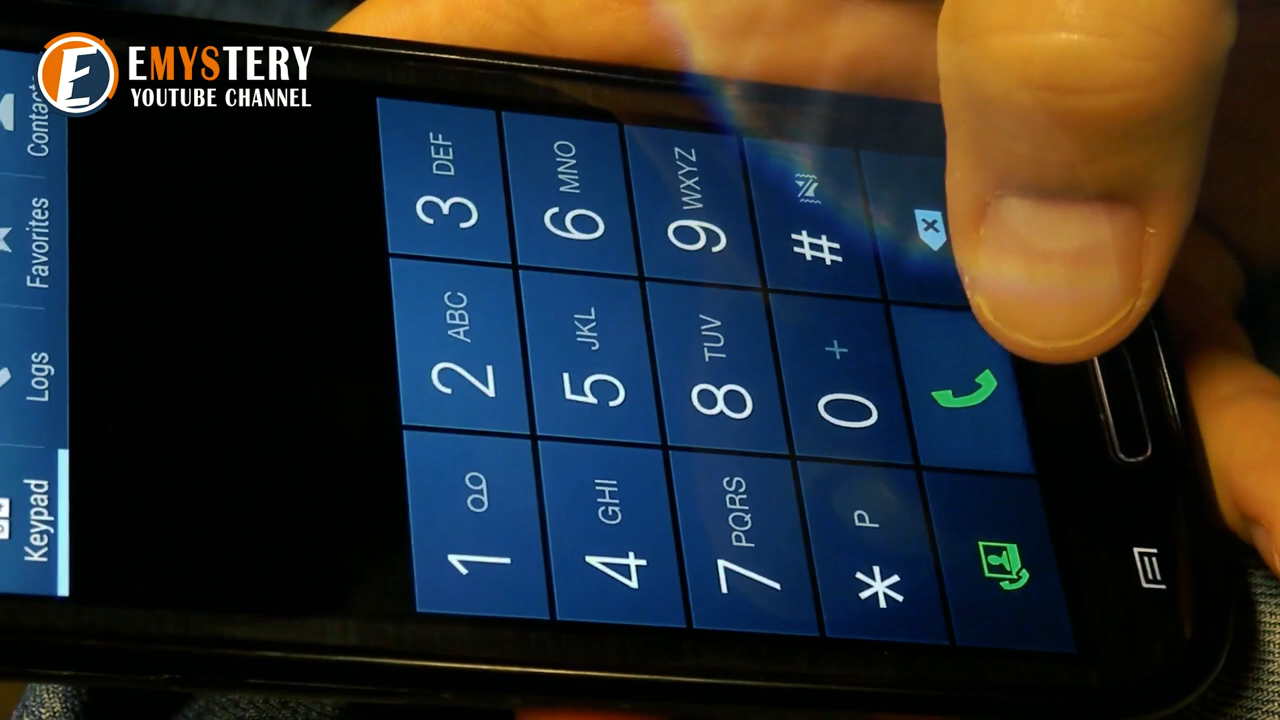 EMYSTERY
YOUTUBE CHANNEL
Keypad
Logs
Favorites
Contac
1
2 ABC
3 DEF
4 GHI
5 JKL
6 MNO
7 PQRS
8 TUV
9 WXYZ
* P
0 +
#